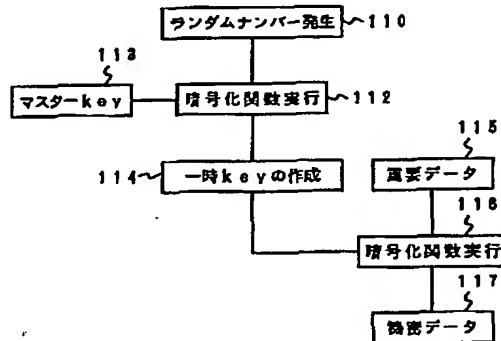 ランダムナンバー発生 110
113
マスターkey 暗号化関数実行 112
115
114 一時keyの作成 重要データ
116
暗号化関数実行
117
機密データ